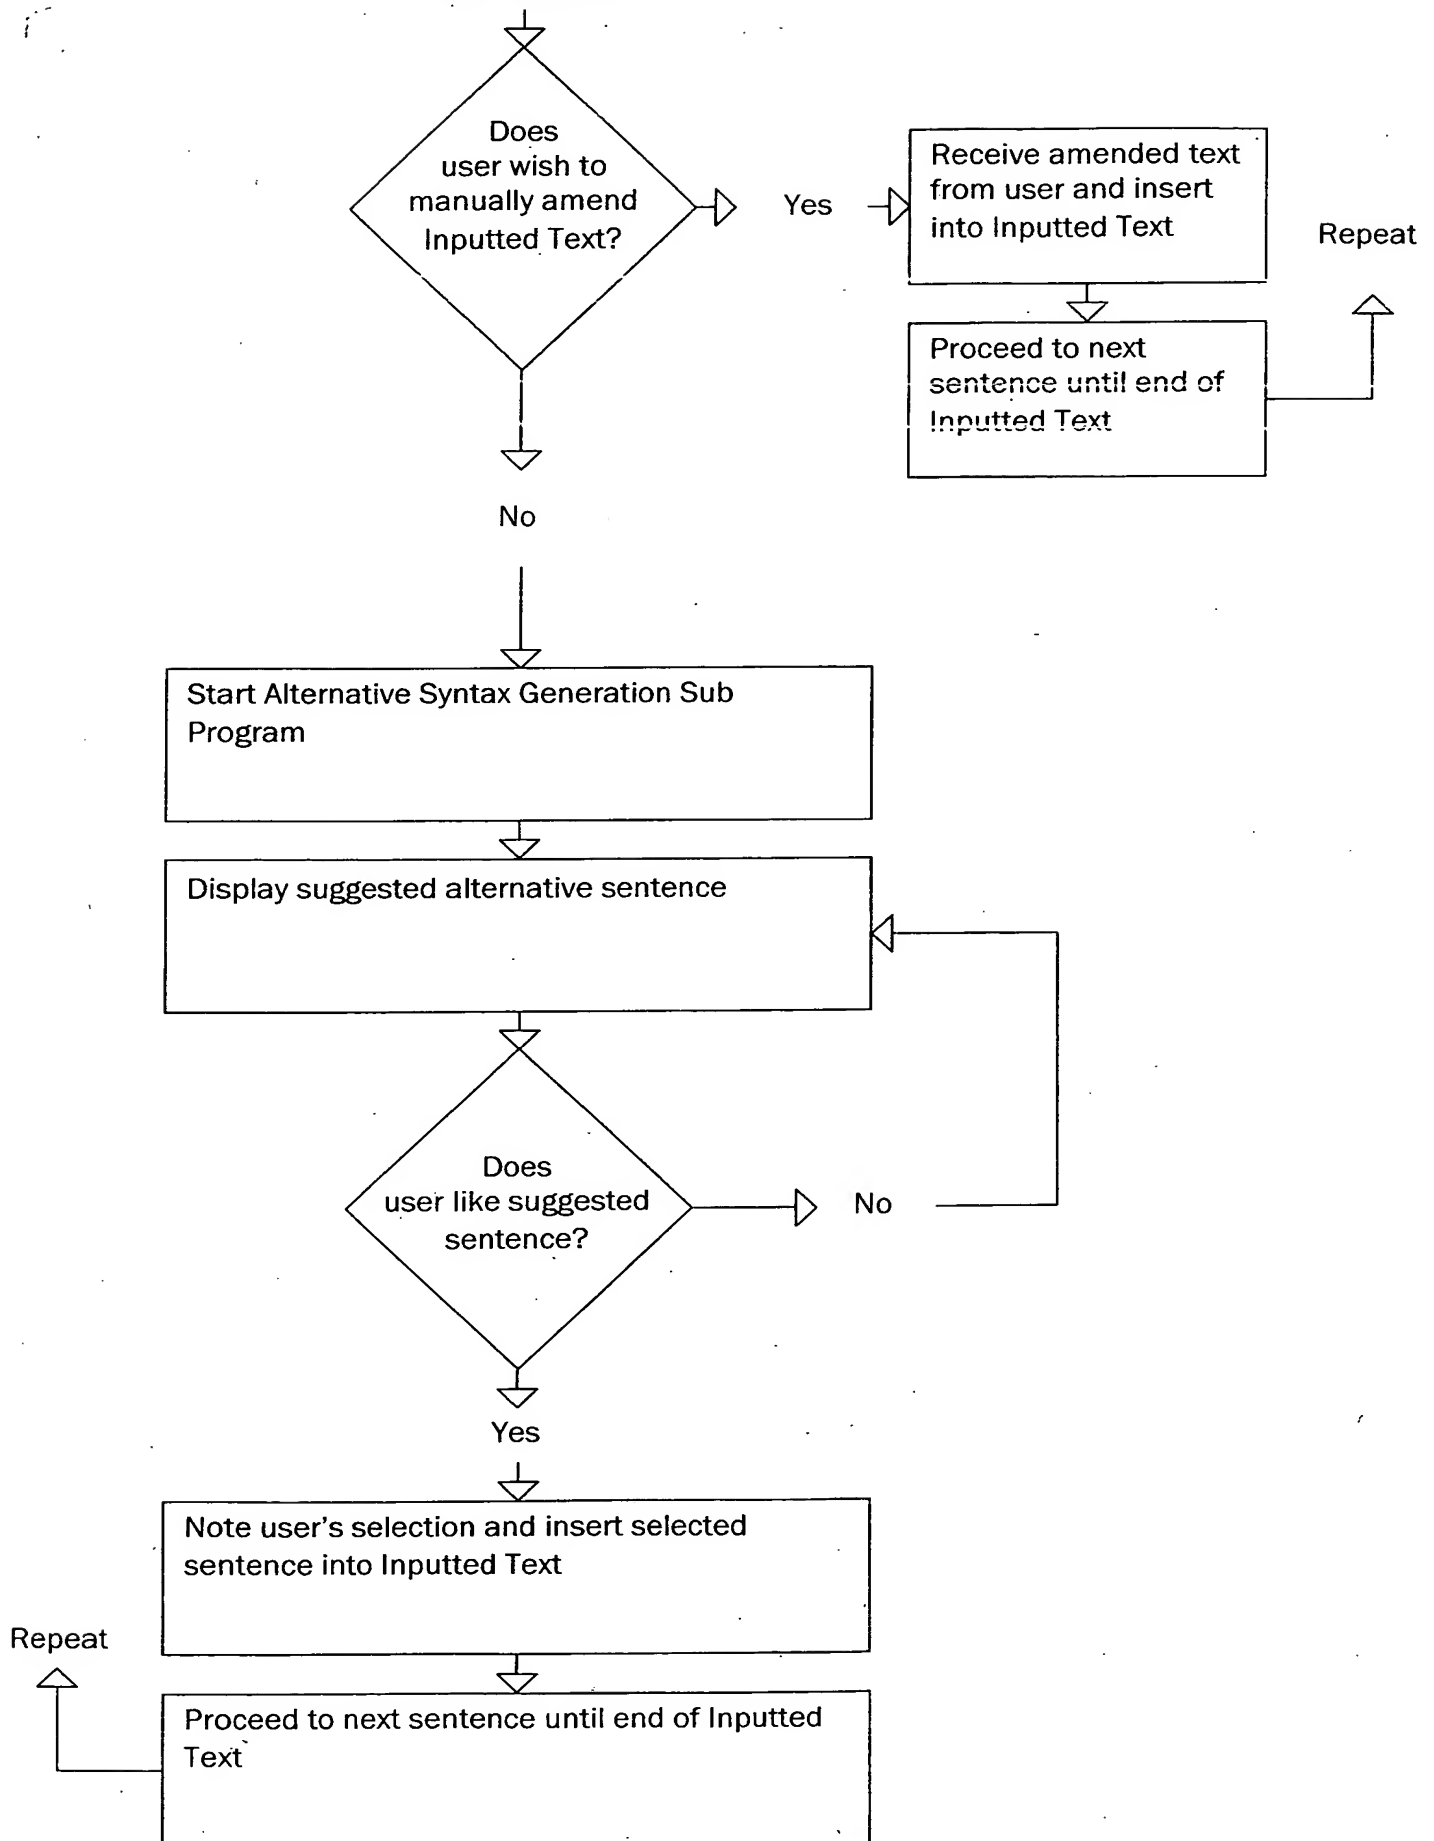 Does
user wish to
manually amend
Inputted Text?
Yes
Receive amended text
from user and insert
into Inputted Text
Repeat
Proceed to next
sentence until end of
Inputted Text
No
Start Alternative Syntax Generation Sub
Program
Display suggested alternative sentence
Does
user like suggested
sentence?
No
Yes
Note user's selection and insert selected
sentence into Inputted Text
Repeat
Proceed to next sentence until end of Inputted
Text